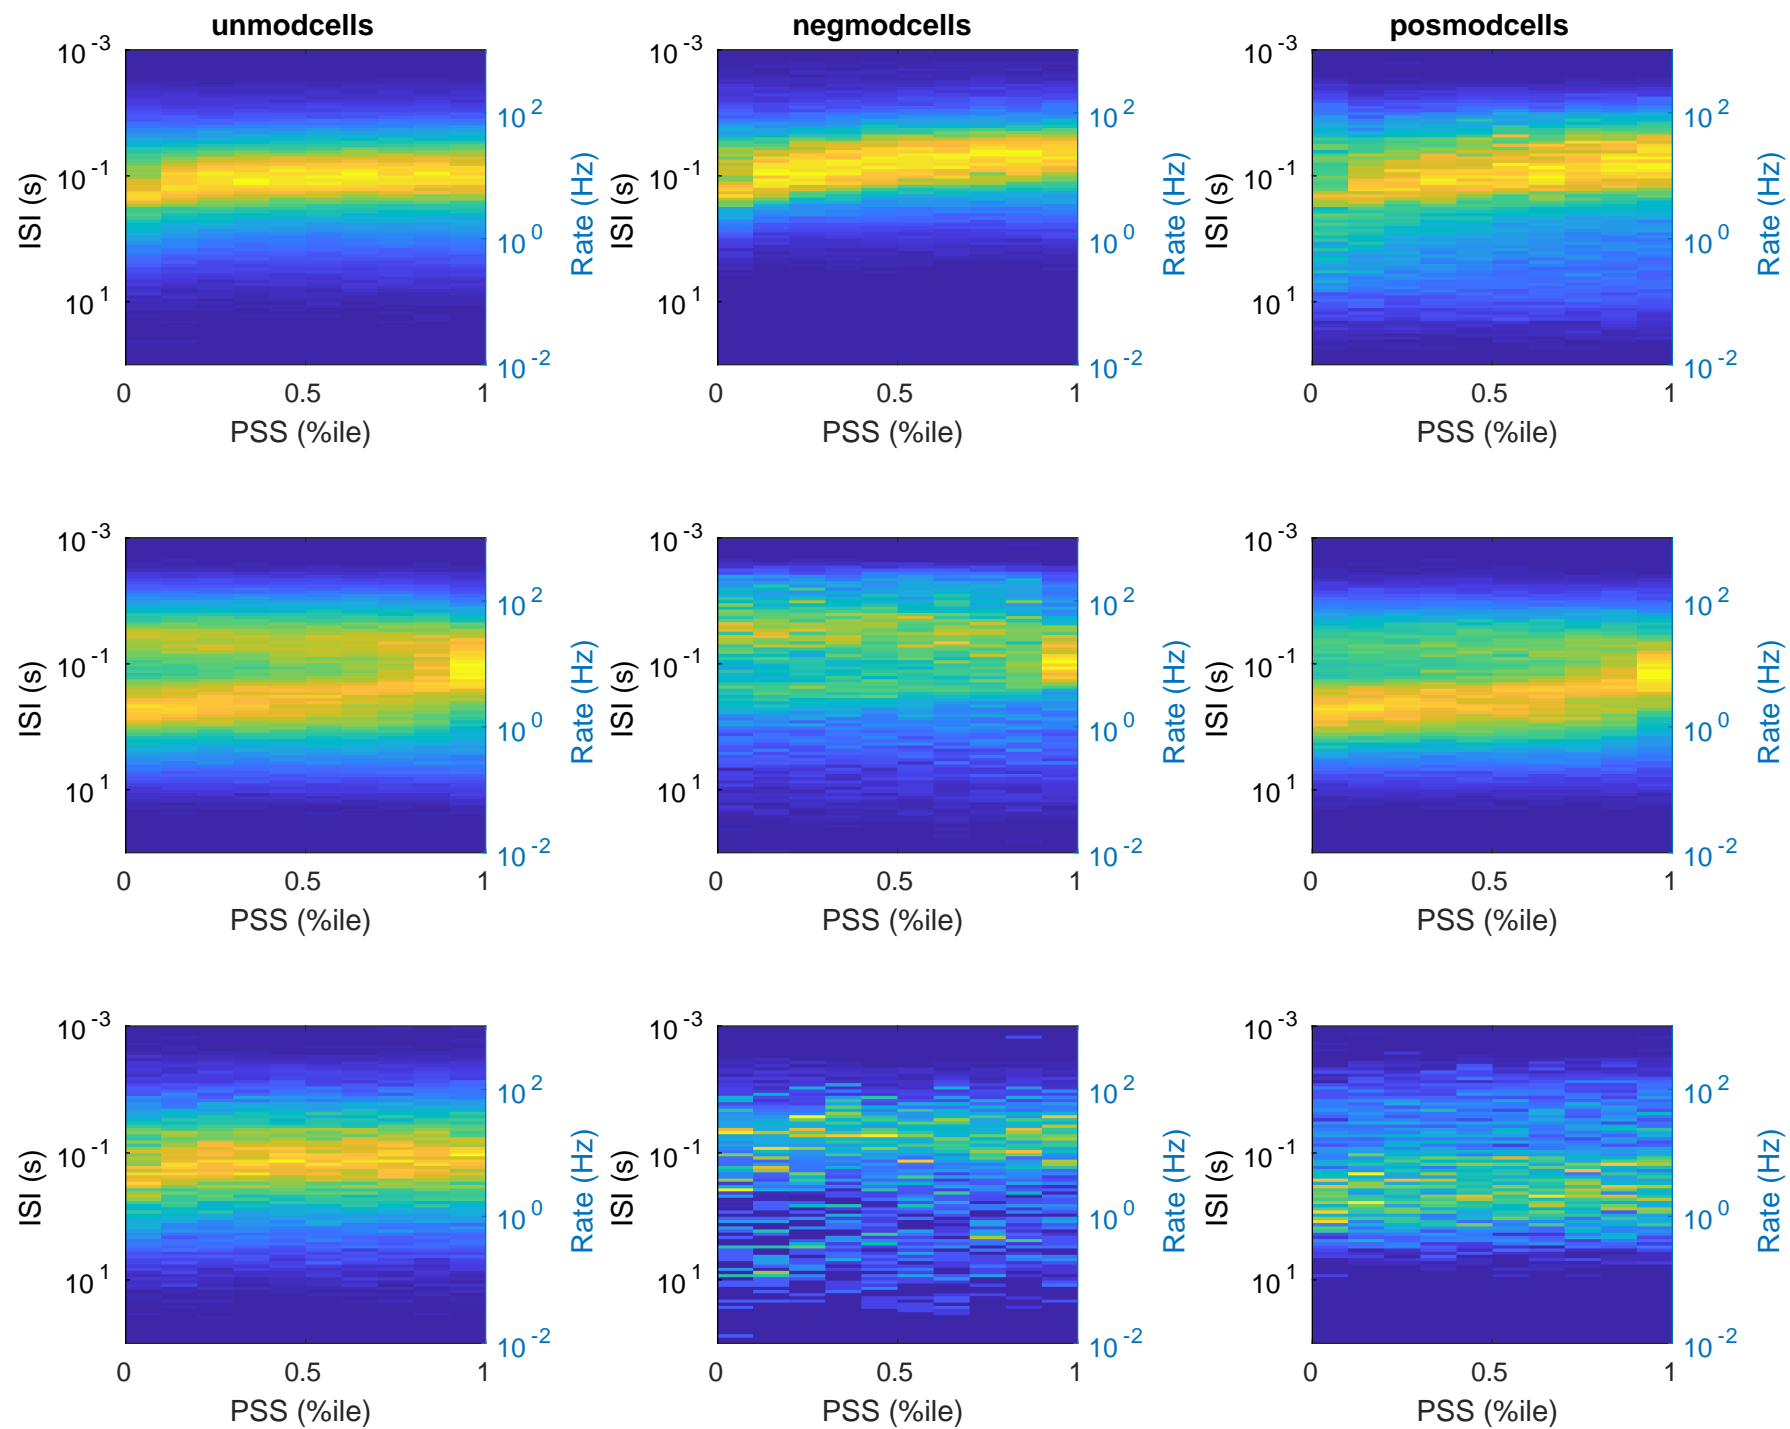 unmodcells negmodcells posmodcells
10-3 10-3 10-3
10 2 10 2 10 2
10-1 10-1 10-1
ISI (s) Rate (Hz) ISI (s) Rate (Hz) ISI (s) Rate (Hz)
10 0 10 0 10 0
10 1 10 1 10 1
10-2 10-2 10-2
0 0.5 1 0 0.5 1 0 0.5 1
PSS (%ile) PSS (%ile) PSS (%ile)
10-3 10-3 10-3
10 2 10 2 10 2
10-1 10-1 10-1
ISI (s) Rate (Hz) ISI (s) Rate (Hz) ISI (s) Rate (Hz)
10 0 10 0 10 0
10 1 10 1 10 1
10-2 10-2 10-2
0 0.5 1 0 0.5 1 0 0.5 1
PSS (%ile) PSS (%ile) PSS (%ile)
10-3 10-3 10-3
10 2 10 2 10 2
10-1 10-1 10-1
ISI (s) Rate (Hz) ISI (s) Rate (Hz) ISI (s) Rate (Hz)
10 0 10 0 10 0
10 1 10 1 10 1
10-2 10-2 10-2
0 0.5 1 0 0.5 1 0 0.5 1
PSS (%ile) PSS (%ile) PSS (%ile)